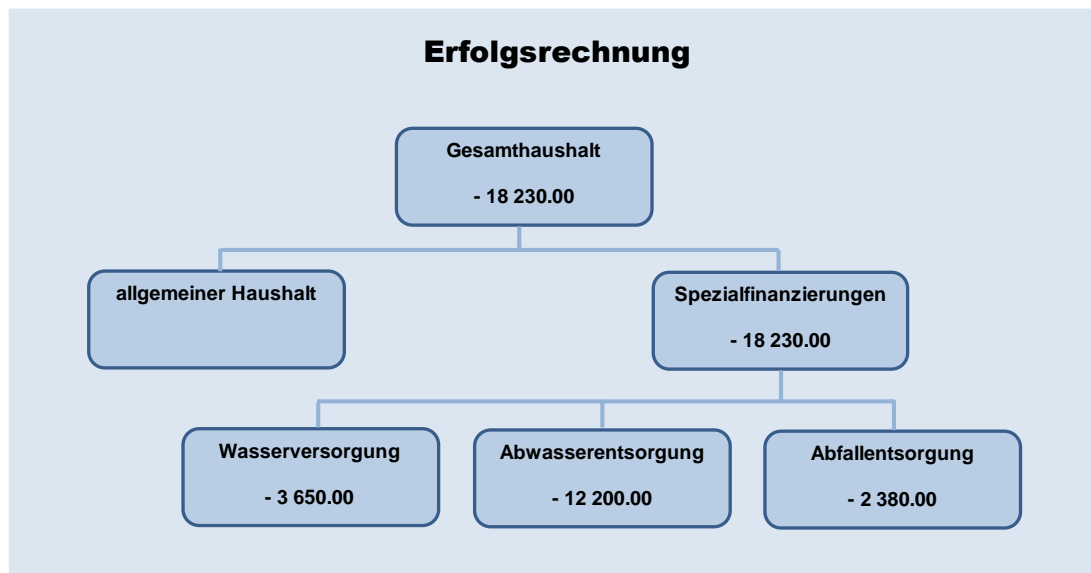 Erfolgsrechnung
Gesamthaushalt
- 18 230.00
allgemeiner Haushalt
Spezialfinanzierungen
- 18 230.00
Wasserversorgung
- 3 650.00
Abwasserentsorgung
- 12 200.00
Abfallentsorgung
- 2 380.00